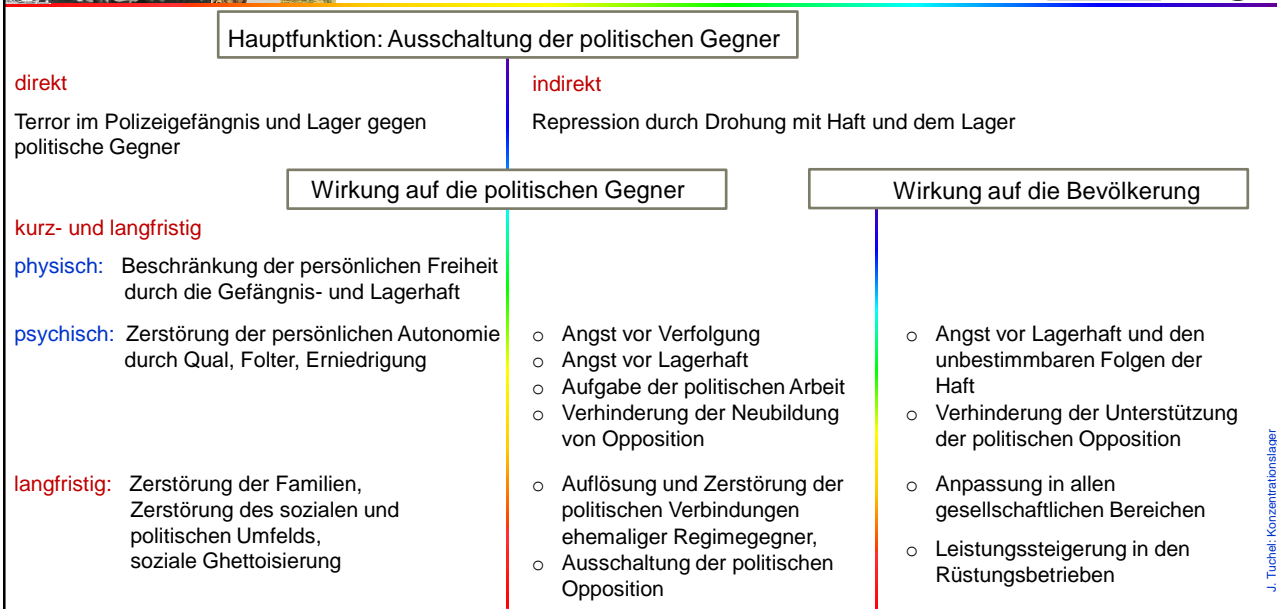 Hauptfunktion: Ausschaltung der politischen Gegner
direkt
Terror im Polizeigefängnis und Lager gegen
politische Gegner
indirekt
Repression durch Drohung mit Haft und dem Lager
Wirkung auf die politischen Gegner
Wirkung auf die Bevölkerung
kurz- und langfristig
physisch: Beschränkung der persönlichen Freiheit
durch die Gefängnis- und Lagerhaft
psychisch: Zerstörung der persönlichen Autonomie
durch Qual, Folter, Erniedrigung
o Angst vor Verfolgung
o Angst vor Lagerhaft
o Aufgabe der politischen Arbeit
o Verhinderung der Neubildung
von Opposition
o Angst vor Lagerhaft und den
unbestimmbaren Folgen der
Haft
o Verhinderung der Unterstützung
der politischen Opposition
langfristig: Zerstörung der Familien,
Zerstörung des sozialen und
politischen Umfelds,
soziale Ghettoisierung
o Auflösung und Zerstörung der
politischen Verbindungen
ehemaliger Regimegegner,
o Ausschaltung der politischen
Opposition
o Anpassung in allen
gesellschaftlichen Bereichen
o Leistungssteigerung in den
Rüstungsbetrieben
J. Tuchel: Konzentrationslager